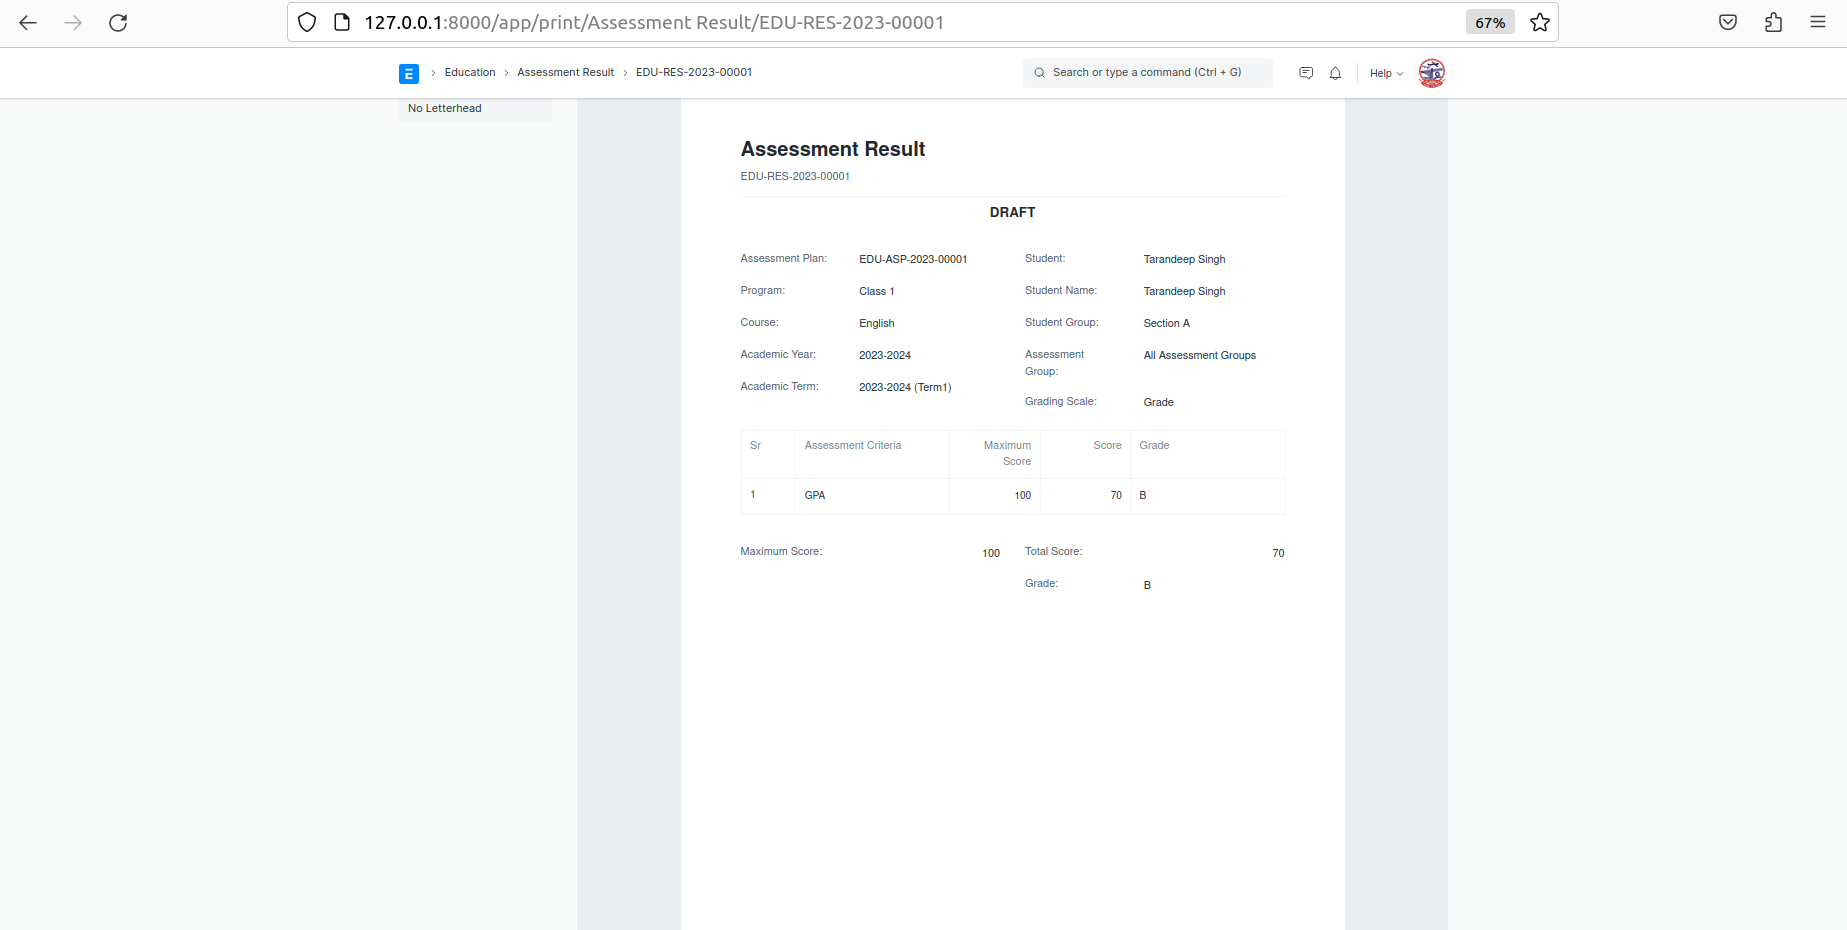 127.0.0.1:8000/app/print/Assessment Result/EDU-RES-2023-00001 67%
E > Education > Assessment Result > EDU-RES-2023-00001 Search or type a command (Ctrl + G) Help
No Letterhead
Assessment Result
EDU-RES-2023-00001
DRAFT
Assessment Plan: EDU-ASP-2023-00001 Student: Tarandeep Singh
Program: Class 1 Student Name: Tarandeep Singh
Course: English Student Group: Section A
Academic Year: 2023-2024 Assessment Group: All Assessment Groups
Academic Term: 2023-2024 (Term1)
Grading Scale: Grade
Sr Assessment Criteria Maximum Score Score Grade
1 GPA 100 70 B
Maximum Score: 100 Total Score: 70
Grade: B